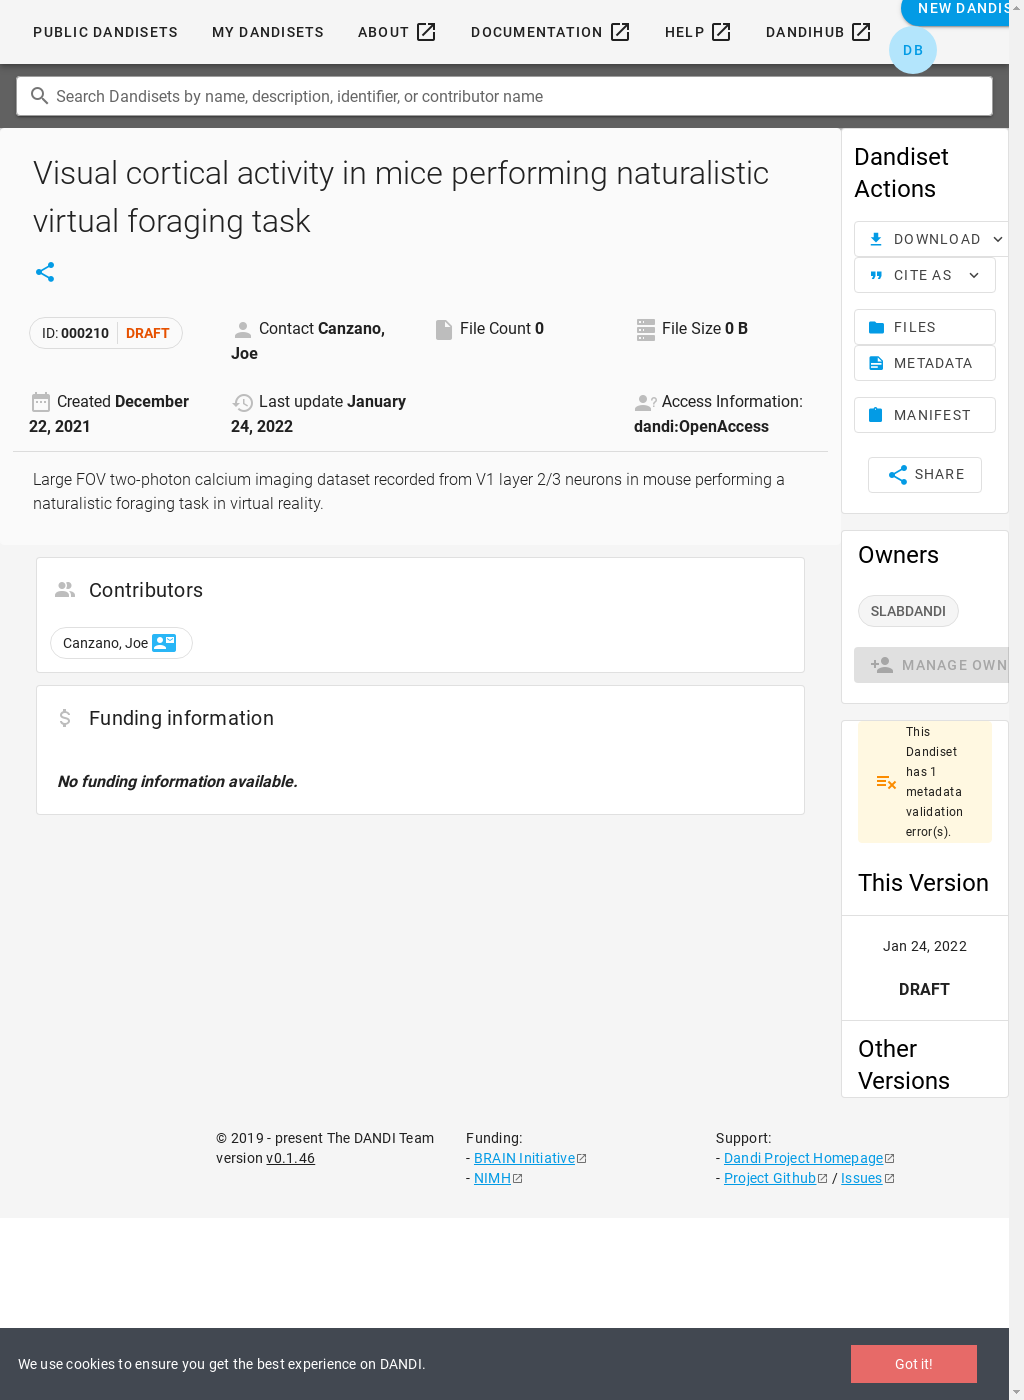 PUBLIC DANDISETS
MY DANDISETS
ABOUT
DOCUMENTATION
HELP
DANDIHUB
NEW DANDIS
DB
Search Dandisets by name, description, identifier, or contributor name
Visual cortical activity in mice performing naturalistic
virtual foraging task
ID: 000210 DRAFT
Contact Canzano,
Joe
File Count 0
File Size 0 B
Created December
22, 2021
Last update January
24, 2022
Access Information:
dandi:OpenAccess
Large FOV two-photon calcium imaging dataset recorded from V1 layer 2/3 neurons in mouse performing a
naturalistic foraging task in virtual reality.
Contributors
Canzano, Joe
Funding information
No funding information available.
Dandiset
Actions
DOWNLOAD
CITE AS
FILES
METADATA
MANIFEST
SHARE
Owners
SLABDANDI
MANAGE OWN
This
Dandiset
has 1
metadata
validation
error(s).
This Version
Jan 24, 2022
DRAFT
Other
Versions
© 2019 - present The DANDI Team
version v0.1.46
Funding:
- BRAIN Initiative
- NIMH
Support:
- Dandi Project Homepage
- Project Github / Issues
We use cookies to ensure you get the best experience on DANDI.
Got it!